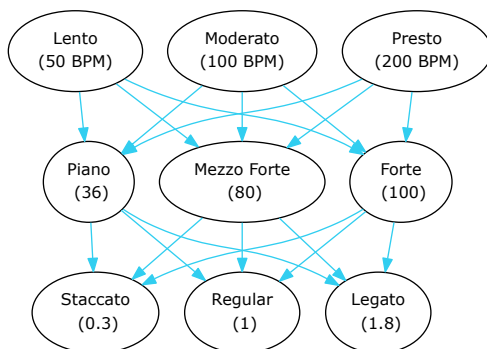 Lento
(50 BPM)
Moderato
(100 BPM)
Presto
(200 BPM)
Piano
(36)
Mezzo Forte
(80)
Forte
(100)
Staccato
(0.3)
Regular
(1)
Legato
(1.8)